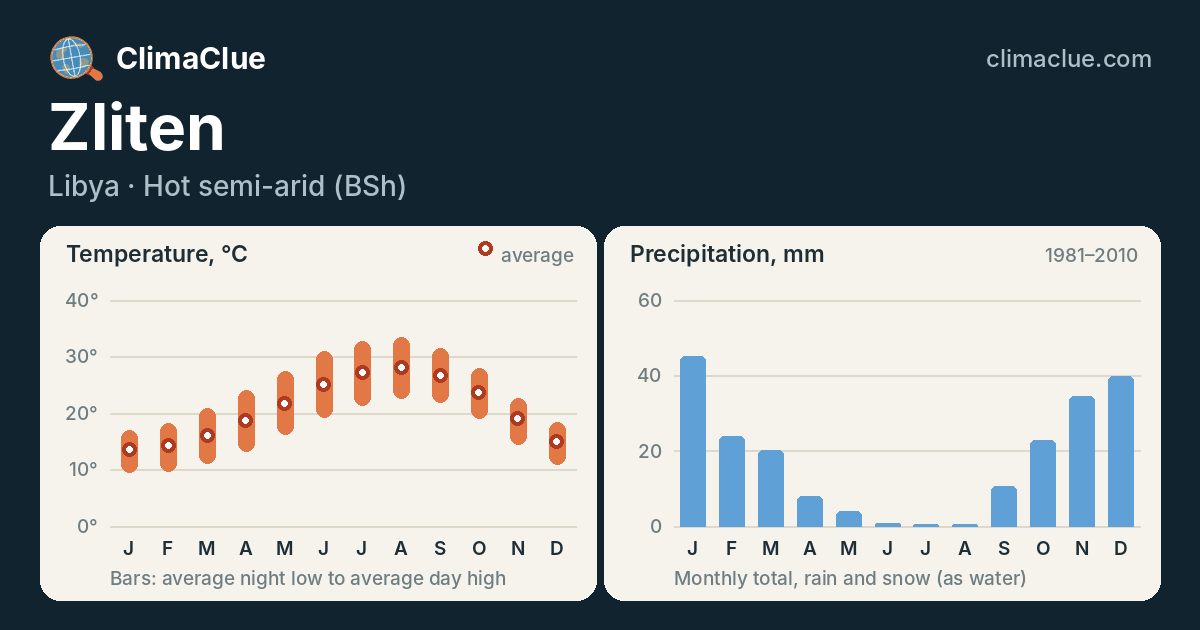 ClimaClue
climaclue.com
Zliten
Libya · Hot semi-arid (BSh)
Temperature, °C
average
40°
30°
20°
10°
0°
J F M A M J J A S O N D
Bars: average night low to average day high
Precipitation, mm
1981–2010
60
40
20
0
J F M A M J J A S O N D
Monthly total, rain and snow (as water)